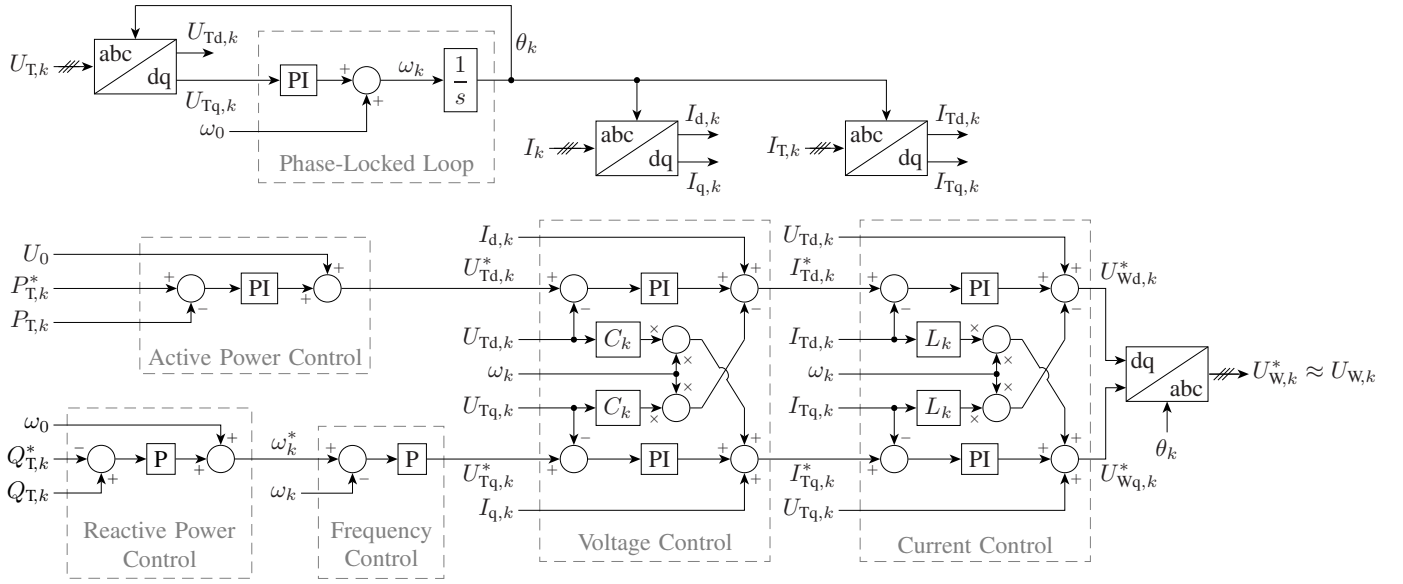 θ_k
U_{Td,k}
abc
U_{T,k}
dq
PI
+
+
ω_k
1/s
U_{Tq,k}
ω_0
Phase-Locked Loop
I_k
abc
dq
I_{d,k}
I_{q,k}
I_{T,k}
abc
dq
I_{Td,k}
I_{Tq,k}
U_0
P*_{T,k}
P_{T,k}
+
−
PI
+
+
Active Power Control
ω_0
Q*_{T,k}
Q_{T,k}
−
+
P
+
+
Reactive Power
Control
ω*_k
ω_k
+
−
P
Frequency
Control
I_{d,k}
U*_{Td,k}
U_{Td,k}
ω_k
U_{Tq,k}
U*_{Tq,k}
I_{q,k}
+
−
PI
+
+
−
C_k
×
×
C_k
×
×
−
+
PI
+
+
+
Voltage Control
U_{Td,k}
I*_{Td,k}
I_{Td,k}
ω_k
I_{Tq,k}
I*_{Tq,k}
U_{Tq,k}
+
−
PI
+
+
−
L_k
×
×
L_k
×
×
−
+
PI
+
+
+
Current Control
U*_{Wd,k}
U*_{Wq,k}
dq
abc
θ_k
U*_{W,k} ≈ U_{W,k}